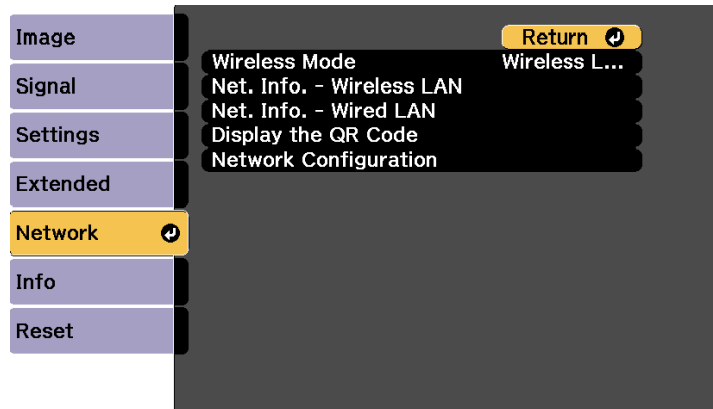 Image
Signal
Settings
Extended
Network
Info
Reset
Return
Wireless Mode Wireless L...
Net. Info. - Wireless LAN
Net. Info. - Wired LAN
Display the QR Code
Network Configuration